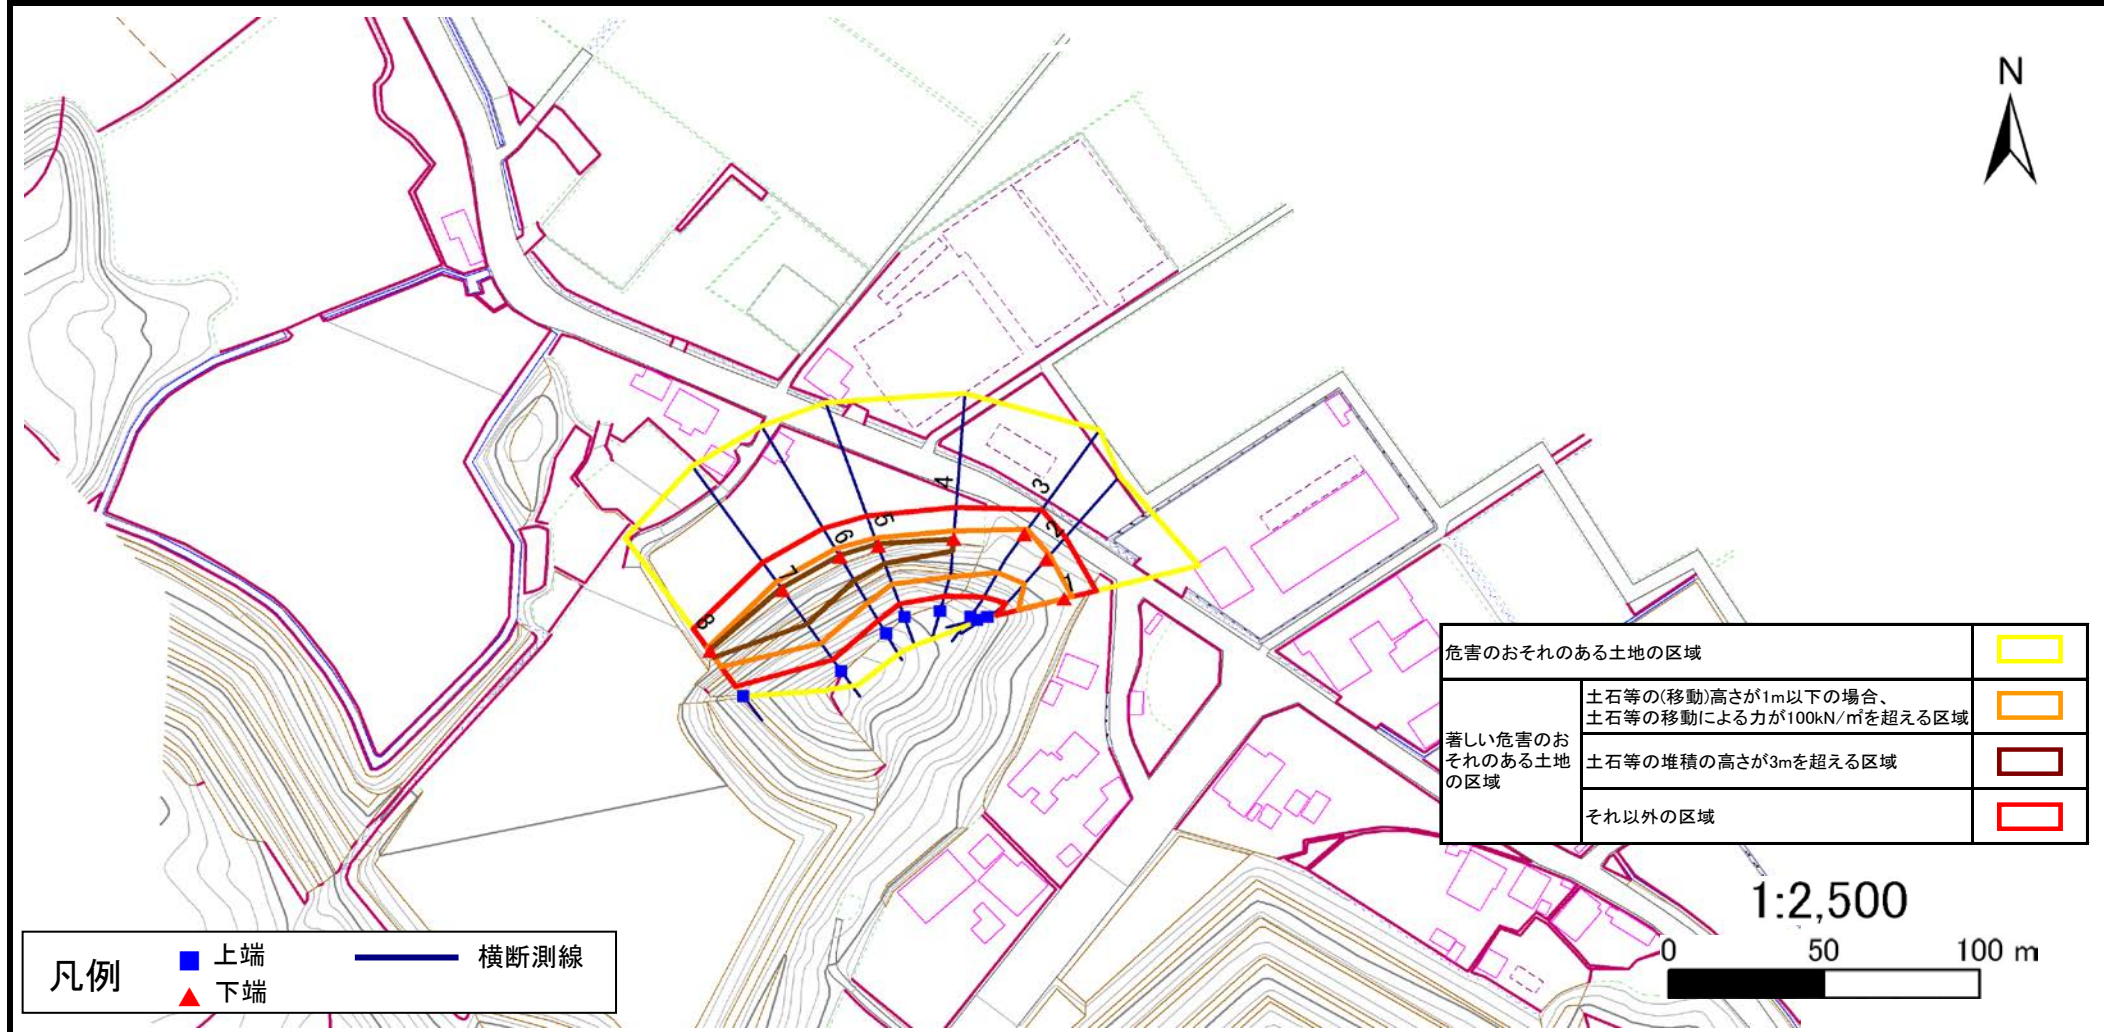 N
4
3
5
2
6
1
7
8
危害のおそれのある土地の区域
著しい危害のお
それのある土地
の区域
土石等の(移動)高さが1m以下の場合、
土石等の移動による力が100kN/㎡を超える区域
土石等の堆積の高さが3mを超える区域
それ以外の区域
1:2,500
0 50 100 m
凡例
上端 横断測線
下端